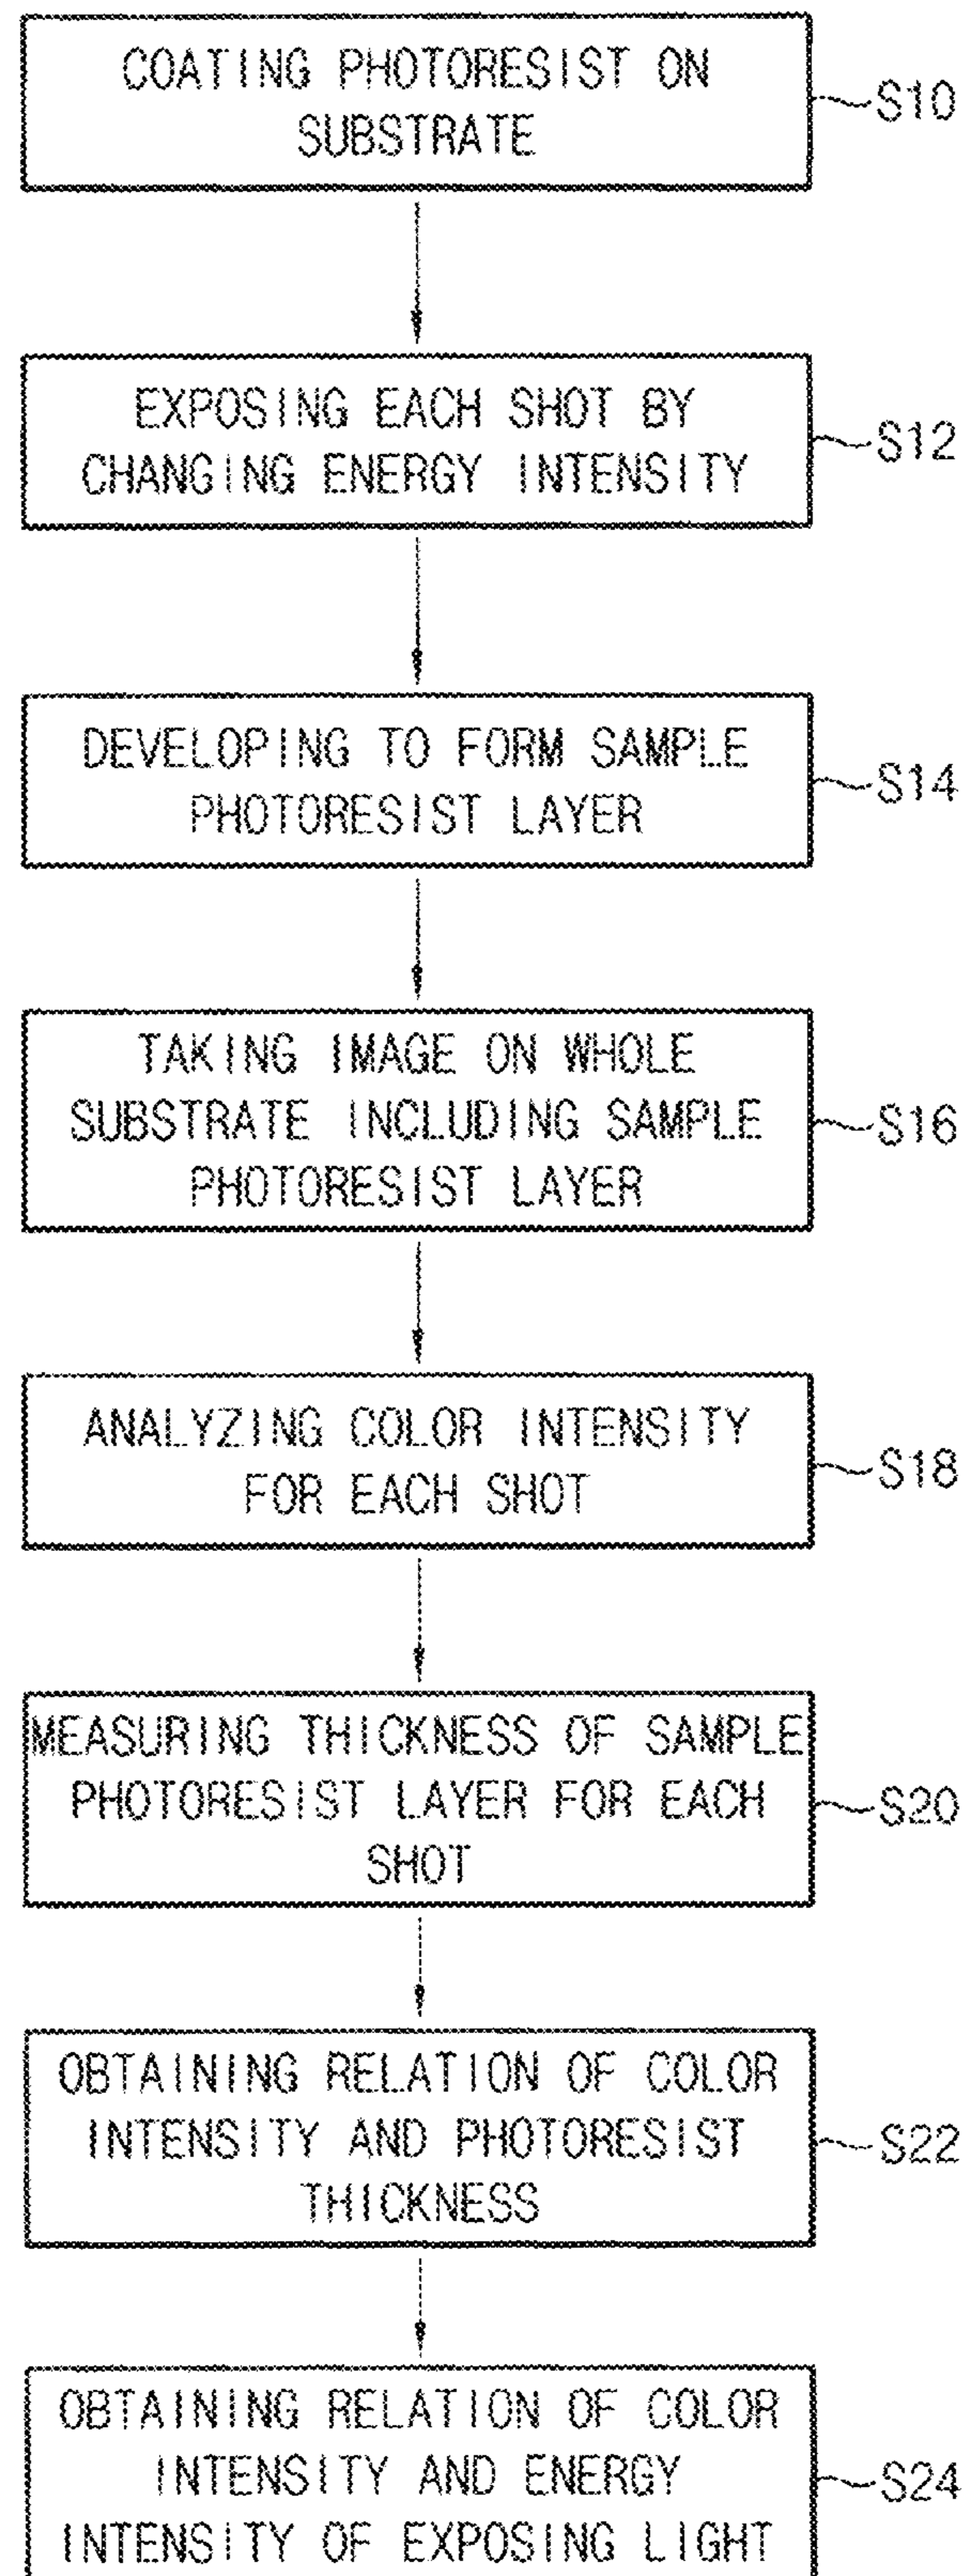 COATING PHOTORESIST ON
SUBSTRATE
S10
EXPOSING EACH SHOT BY
CHANGING ENERGY INTENSITY
S12
DEVELOPING TO FORM SAMPLE
PHOTORESIST LAYER
S14
TAKING IMAGE ON WHOLE
SUBSTRATE INCLUDING SAMPLE
PHOTORESIST LAYER
S16
ANALYZING COLOR INTENSITY
FOR EACH SHOT
S18
MEASURING THICKNESS OF SAMPLE
PHOTORESIST LAYER FOR EACH
SHOT
S20
OBTAINING RELATION OF COLOR
INTENSITY AND PHOTORESIST
THICKNESS
S22
OBTAINING RELATION OF COLOR
INTENSITY AND ENERGY
INTENSITY OF EXPOSING LIGHT
S24